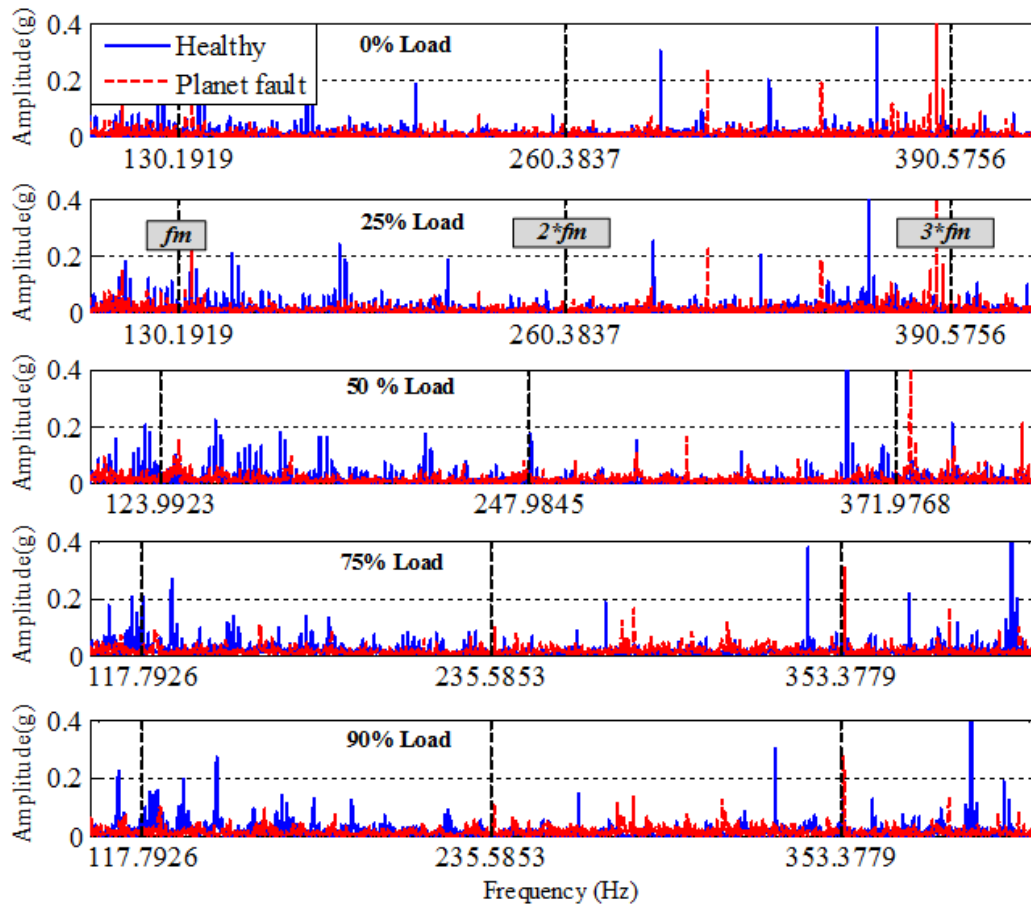 Amplitude(g)
0.4
0.2
0
Healthy
Planet fault
0% Load
130.1919 260.3837 390.5756
Amplitude(g)
0.4
0.2
0
25% Load
fm 2*fm 3*fm
130.1919 260.3837 390.5756
Amplitude(g)
0.4
0.2
0
50 % Load
123.9923 247.9845 371.9768
Amplitude(g)
0.4
0.2
0
75% Load
117.7926 235.5853 353.3779
Amplitude(g)
0.4
0.2
0
90% Load
117.7926 235.5853 353.3779
Frequency (Hz)